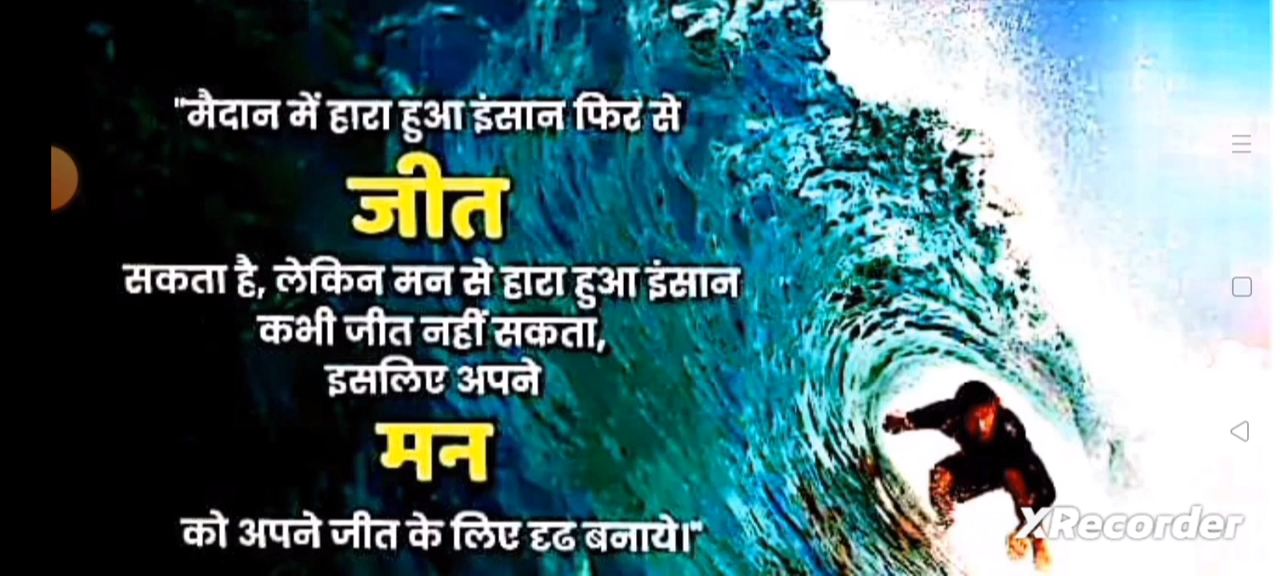 "मैदान में हारा हुआ इंसान फिर से
जीत
सकता है, लेकिन मन से हारा हुआ इंसान
कभी जीत नहीं सकता,
इसलिए अपने
मन
को अपने जीत के लिए दृढ बनाये।"
XRecorder